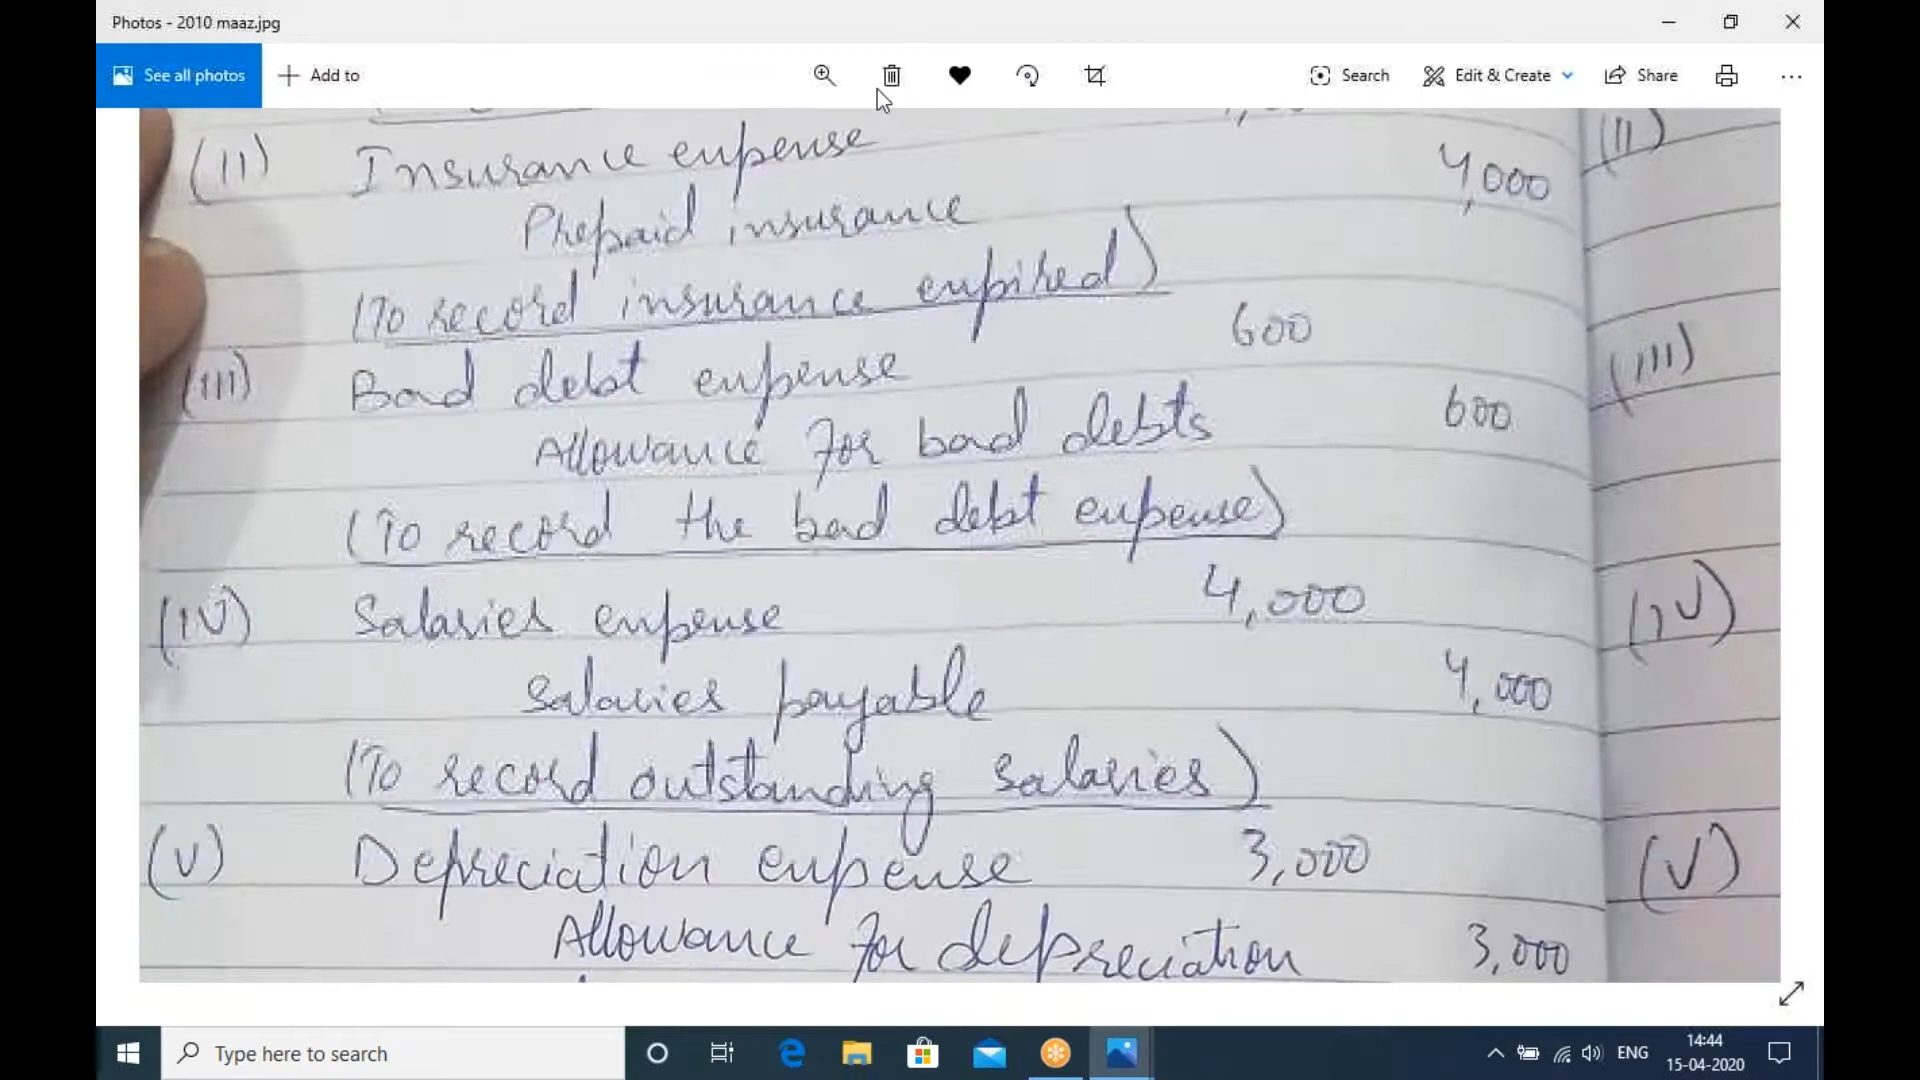 Photos - 2010 maaz.jpg
See all photos
Add to
Search
Edit & Create
Share
(II) Insurance expense
Prepaid insurance 4,000
(To record insurance expired)
(III) Bad debt expense 600
Allowance for bad debts 600
(To record the bad debt expense)
(IV) Salaries expense 4,000
Salaries payable 4,000
(To record outstanding salaries)
(V) Depreciation expense 3,000
Allowance for depreciation 3,000
(II)
(III)
(IV)
(V)
Type here to search
ENG
14:44
15-04-2020